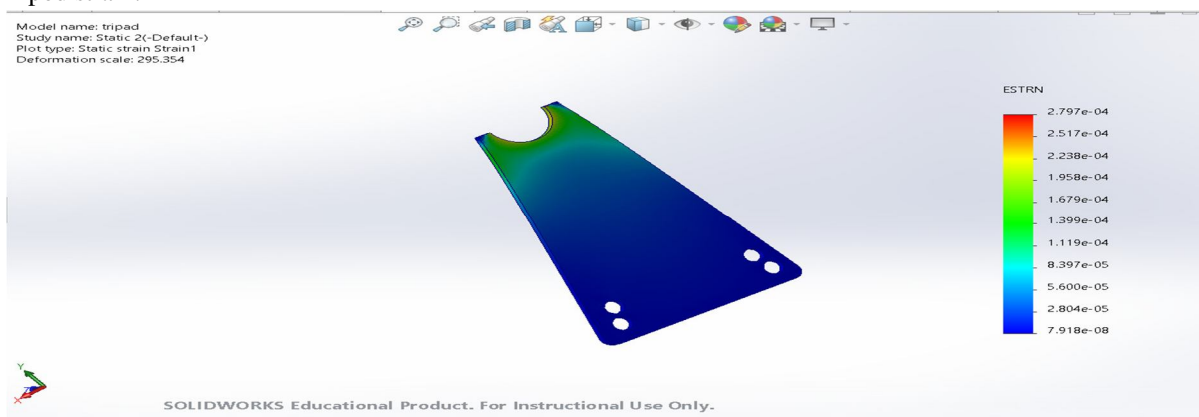 Model name: tripad
Study name: Static 2(-Default-)
Plot type: Static strain Strain1
Deformation scale: 295.354
ESTRN
2.797e-04
2.517e-04
2.238e-04
1.958e-04
1.679e-04
1.399e-04
1.119e-04
8.397e-05
5.600e-05
2.804e-05
7.918e-08
Y
Z
X
SOLIDWORKS Educational Product. For Instructional Use Only.